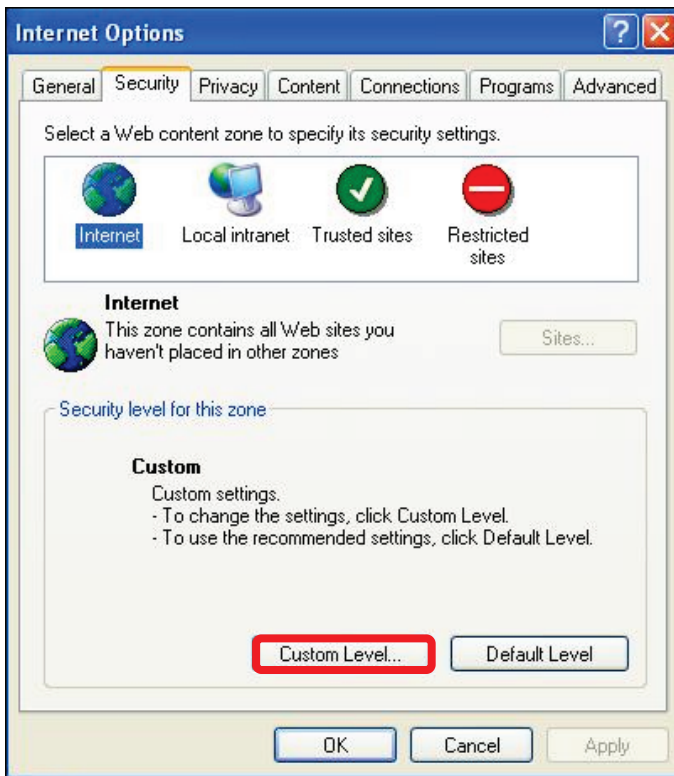 Internet Options
General Security Privacy Content Connections Programs Advanced
Select a Web content zone to specify its security settings.
Internet Local intranet Trusted sites Restricted sites
Internet
This zone contains all Web sites you
haven't placed in other zones
Sites...
Security level for this zone
Custom
Custom settings.
- To change the settings, click Custom Level.
- To use the recommended settings, click Default Level.
Custom Level... Default Level
OK Cancel Apply